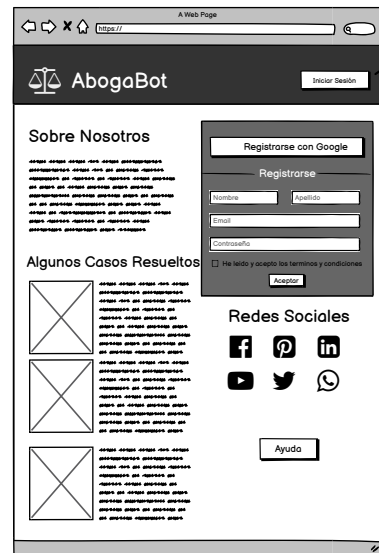 A Web Page
https://
AbogaBot
Iniciar Sesión
Sobre Nosotros
Registrarse con Google
Registrarse
Nombre
Apellido
Email
Contraseña
He leído y acepto los terminos y condiciones
Aceptar
Algunos Casos Resueltos
Redes Sociales
Ayuda